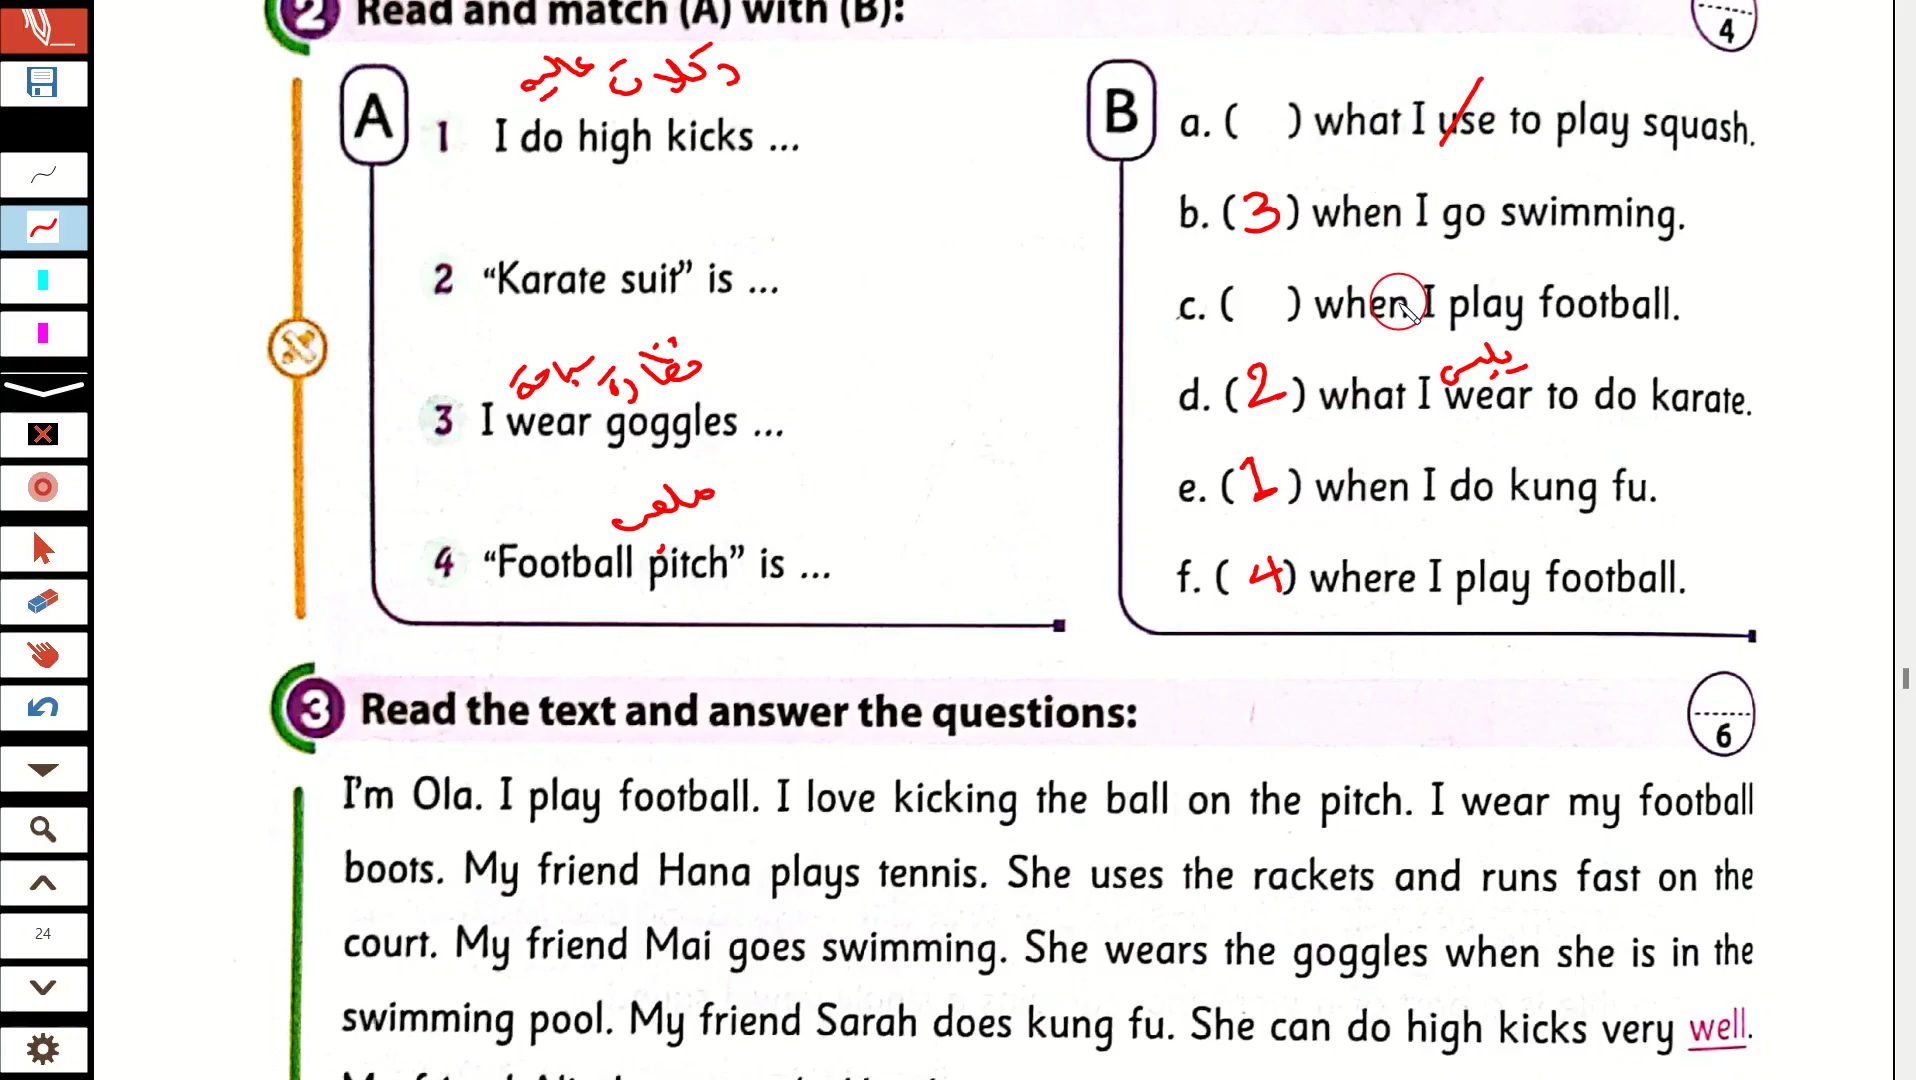 2 Read and match (A) with (B):
4
A
ركلات عاليه
1 I do high kicks ...
2 “Karate suit” is ...
نظارة سباحة
3 I wear goggles ...
ملعب
4 “Football pitch” is ...
B
a. ( ) what I use to play squash.
b. (3) when I go swimming.
c. ( ) when I play football.
يلبس
d. (2) what I wear to do karate.
e. (1) when I do kung fu.
f. (4) where I play football.
3 Read the text and answer the questions:
6
I'm Ola. I play football. I love kicking the ball on the pitch. I wear my football
boots. My friend Hana plays tennis. She uses the rackets and runs fast on the
court. My friend Mai goes swimming. She wears the goggles when she is in the
swimming pool. My friend Sarah does kung fu. She can do high kicks very well.
24